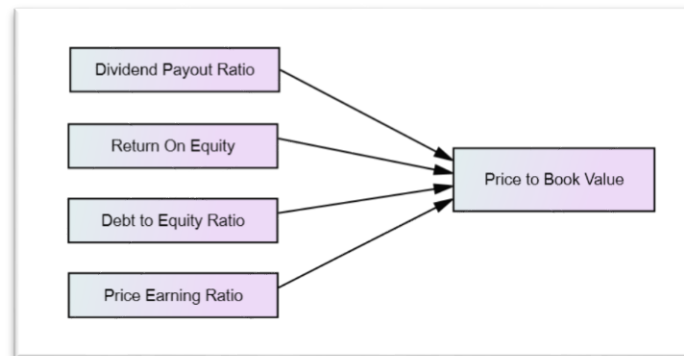 Dividend Payout Ratio
Return On Equity
Debt to Equity Ratio
Price Earning Ratio
Price to Book Value